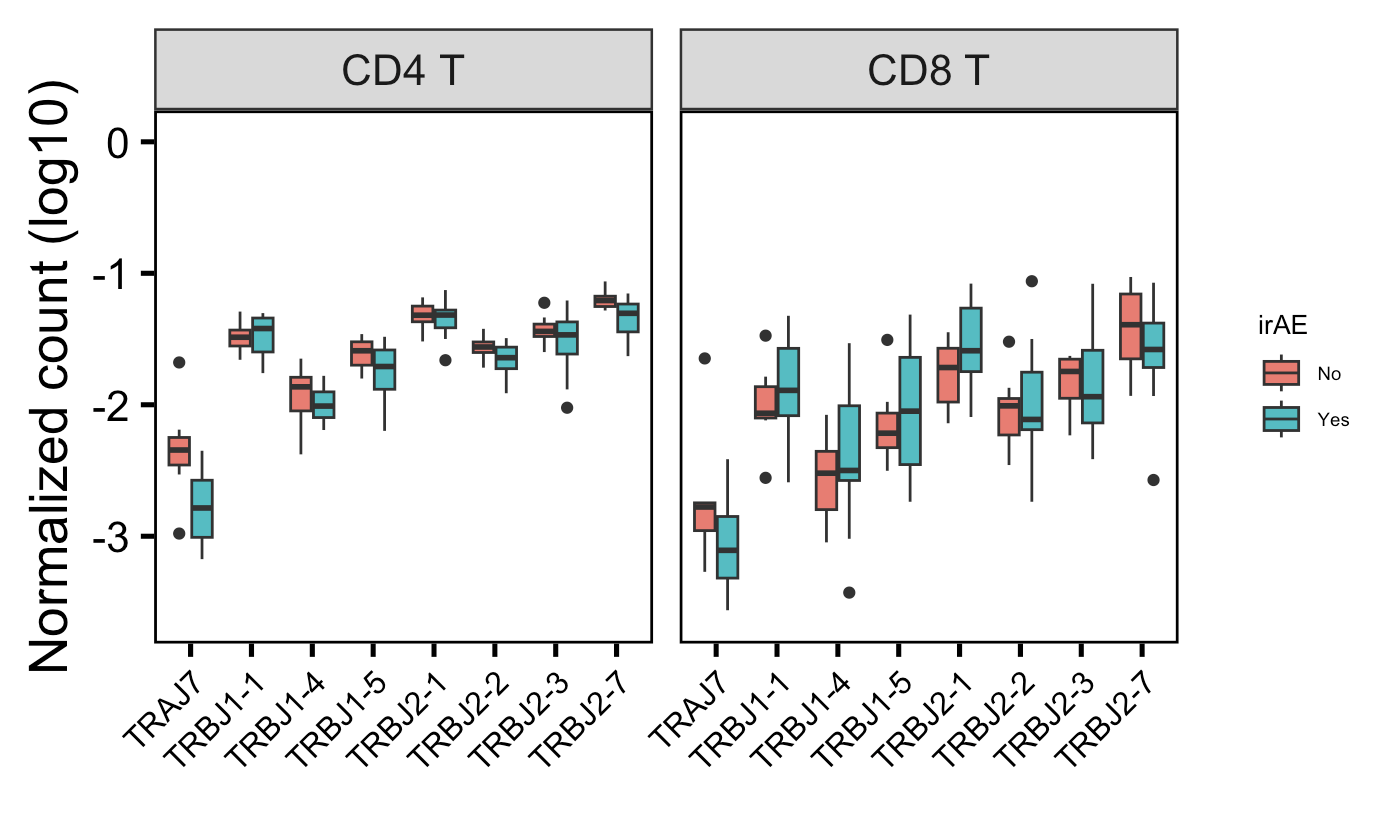 CD4 T
CD8 T
Normalized count (log10)
0
-1
-2
-3
TRAJ7
TRBJ1-1
TRBJ1-4
TRBJ1-5
TRBJ2-1
TRBJ2-2
TRBJ2-3
TRBJ2-7
TRAJ7
TRBJ1-1
TRBJ1-4
TRBJ1-5
TRBJ2-1
TRBJ2-2
TRBJ2-3
TRBJ2-7
irAE
No
Yes